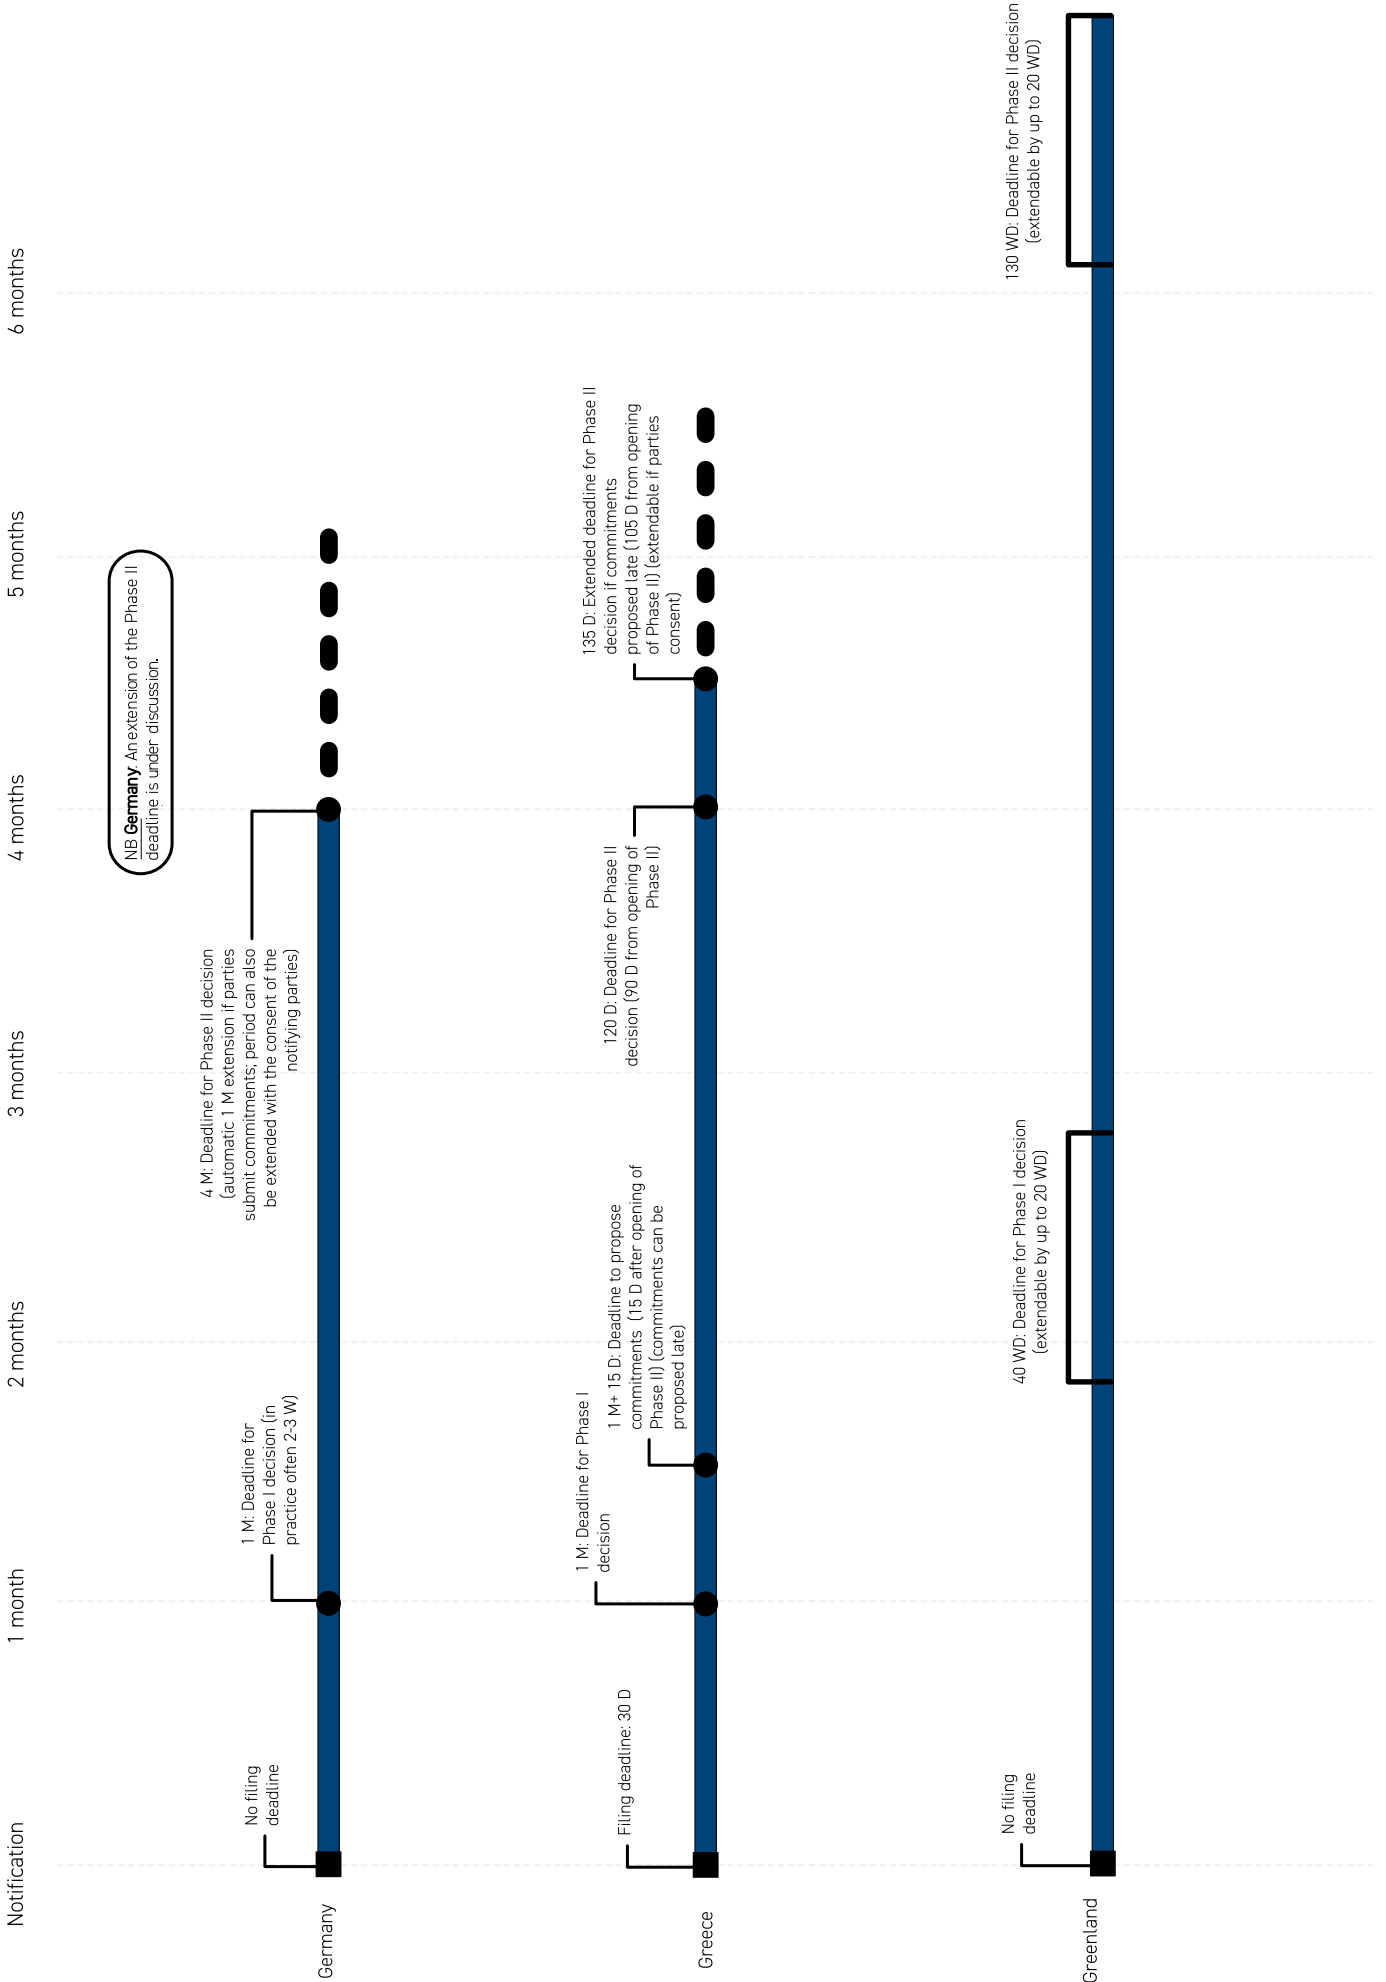 Notification
1 month
2 months
3 months
4 months
5 months
6 months
NB Germany: An extension of the Phase II
deadline is under discussion.
Germany
No filing
deadline
1 M: Deadline for
Phase I decision (in
practice often 2-3 W)
4 M: Deadline for Phase II decision
(automatic 1 M extension if parties
submit commitments; period can also
be extended with the consent of the
notifying parties)
Greece
Filing deadline: 30 D
1 M: Deadline for Phase I
decision
1 M+ 15 D: Deadline to propose
commitments (15 D after opening of
Phase II) (commitments can be
proposed late)
120 D: Deadline for Phase II
decision (90 D from opening of
Phase II)
135 D: Extended deadline for Phase II
decision if commitments
proposed late (105 D from opening
of Phase II) (extendable if parties
consent)
Greenland
No filing
deadline
40 WD: Deadline for Phase I decision
(extendable by up to 20 WD)
130 WD: Deadline for Phase II decision
(extendable by up to 20 WD)